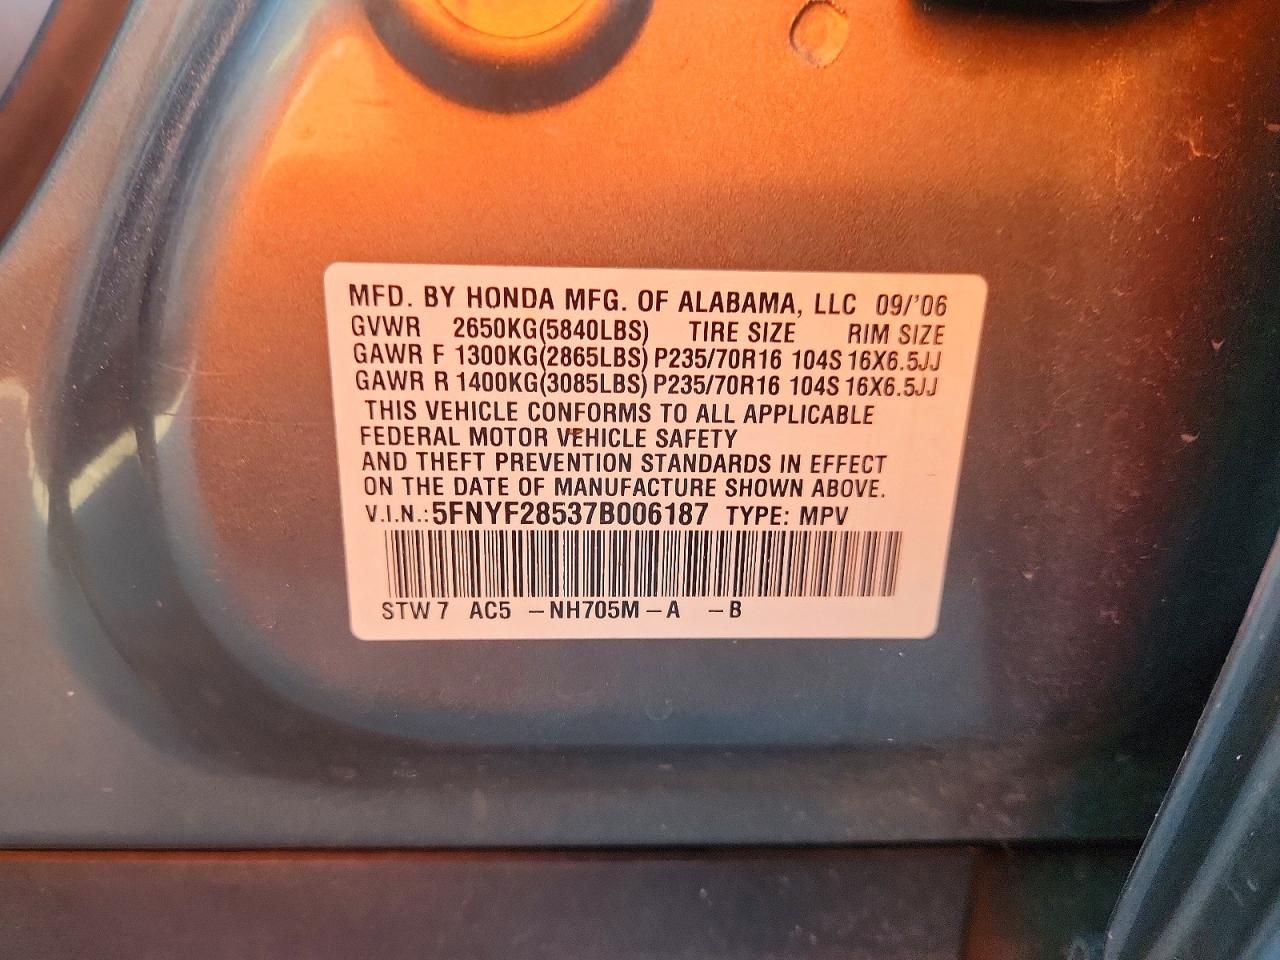 MFD. BY HONDA MFG. OF ALABAMA, LLC 09/'06
GVWR 2650KG(5840LBS) TIRE SIZE RIM SIZE
GAWR F 1300KG(2865LBS) P235/70R16 104S 16X6.5JJ
GAWR R 1400KG(3085LBS) P235/70R16 104S 16X6.5JJ
THIS VEHICLE CONFORMS TO ALL APPLICABLE
FEDERAL MOTOR VEHICLE SAFETY
AND THEFT PREVENTION STANDARDS IN EFFECT
ON THE DATE OF MANUFACTURE SHOWN ABOVE.
V.I.N.: 5FNYF28537B006187 TYPE: MPV
STW7 AC5 -NH705M-A -B